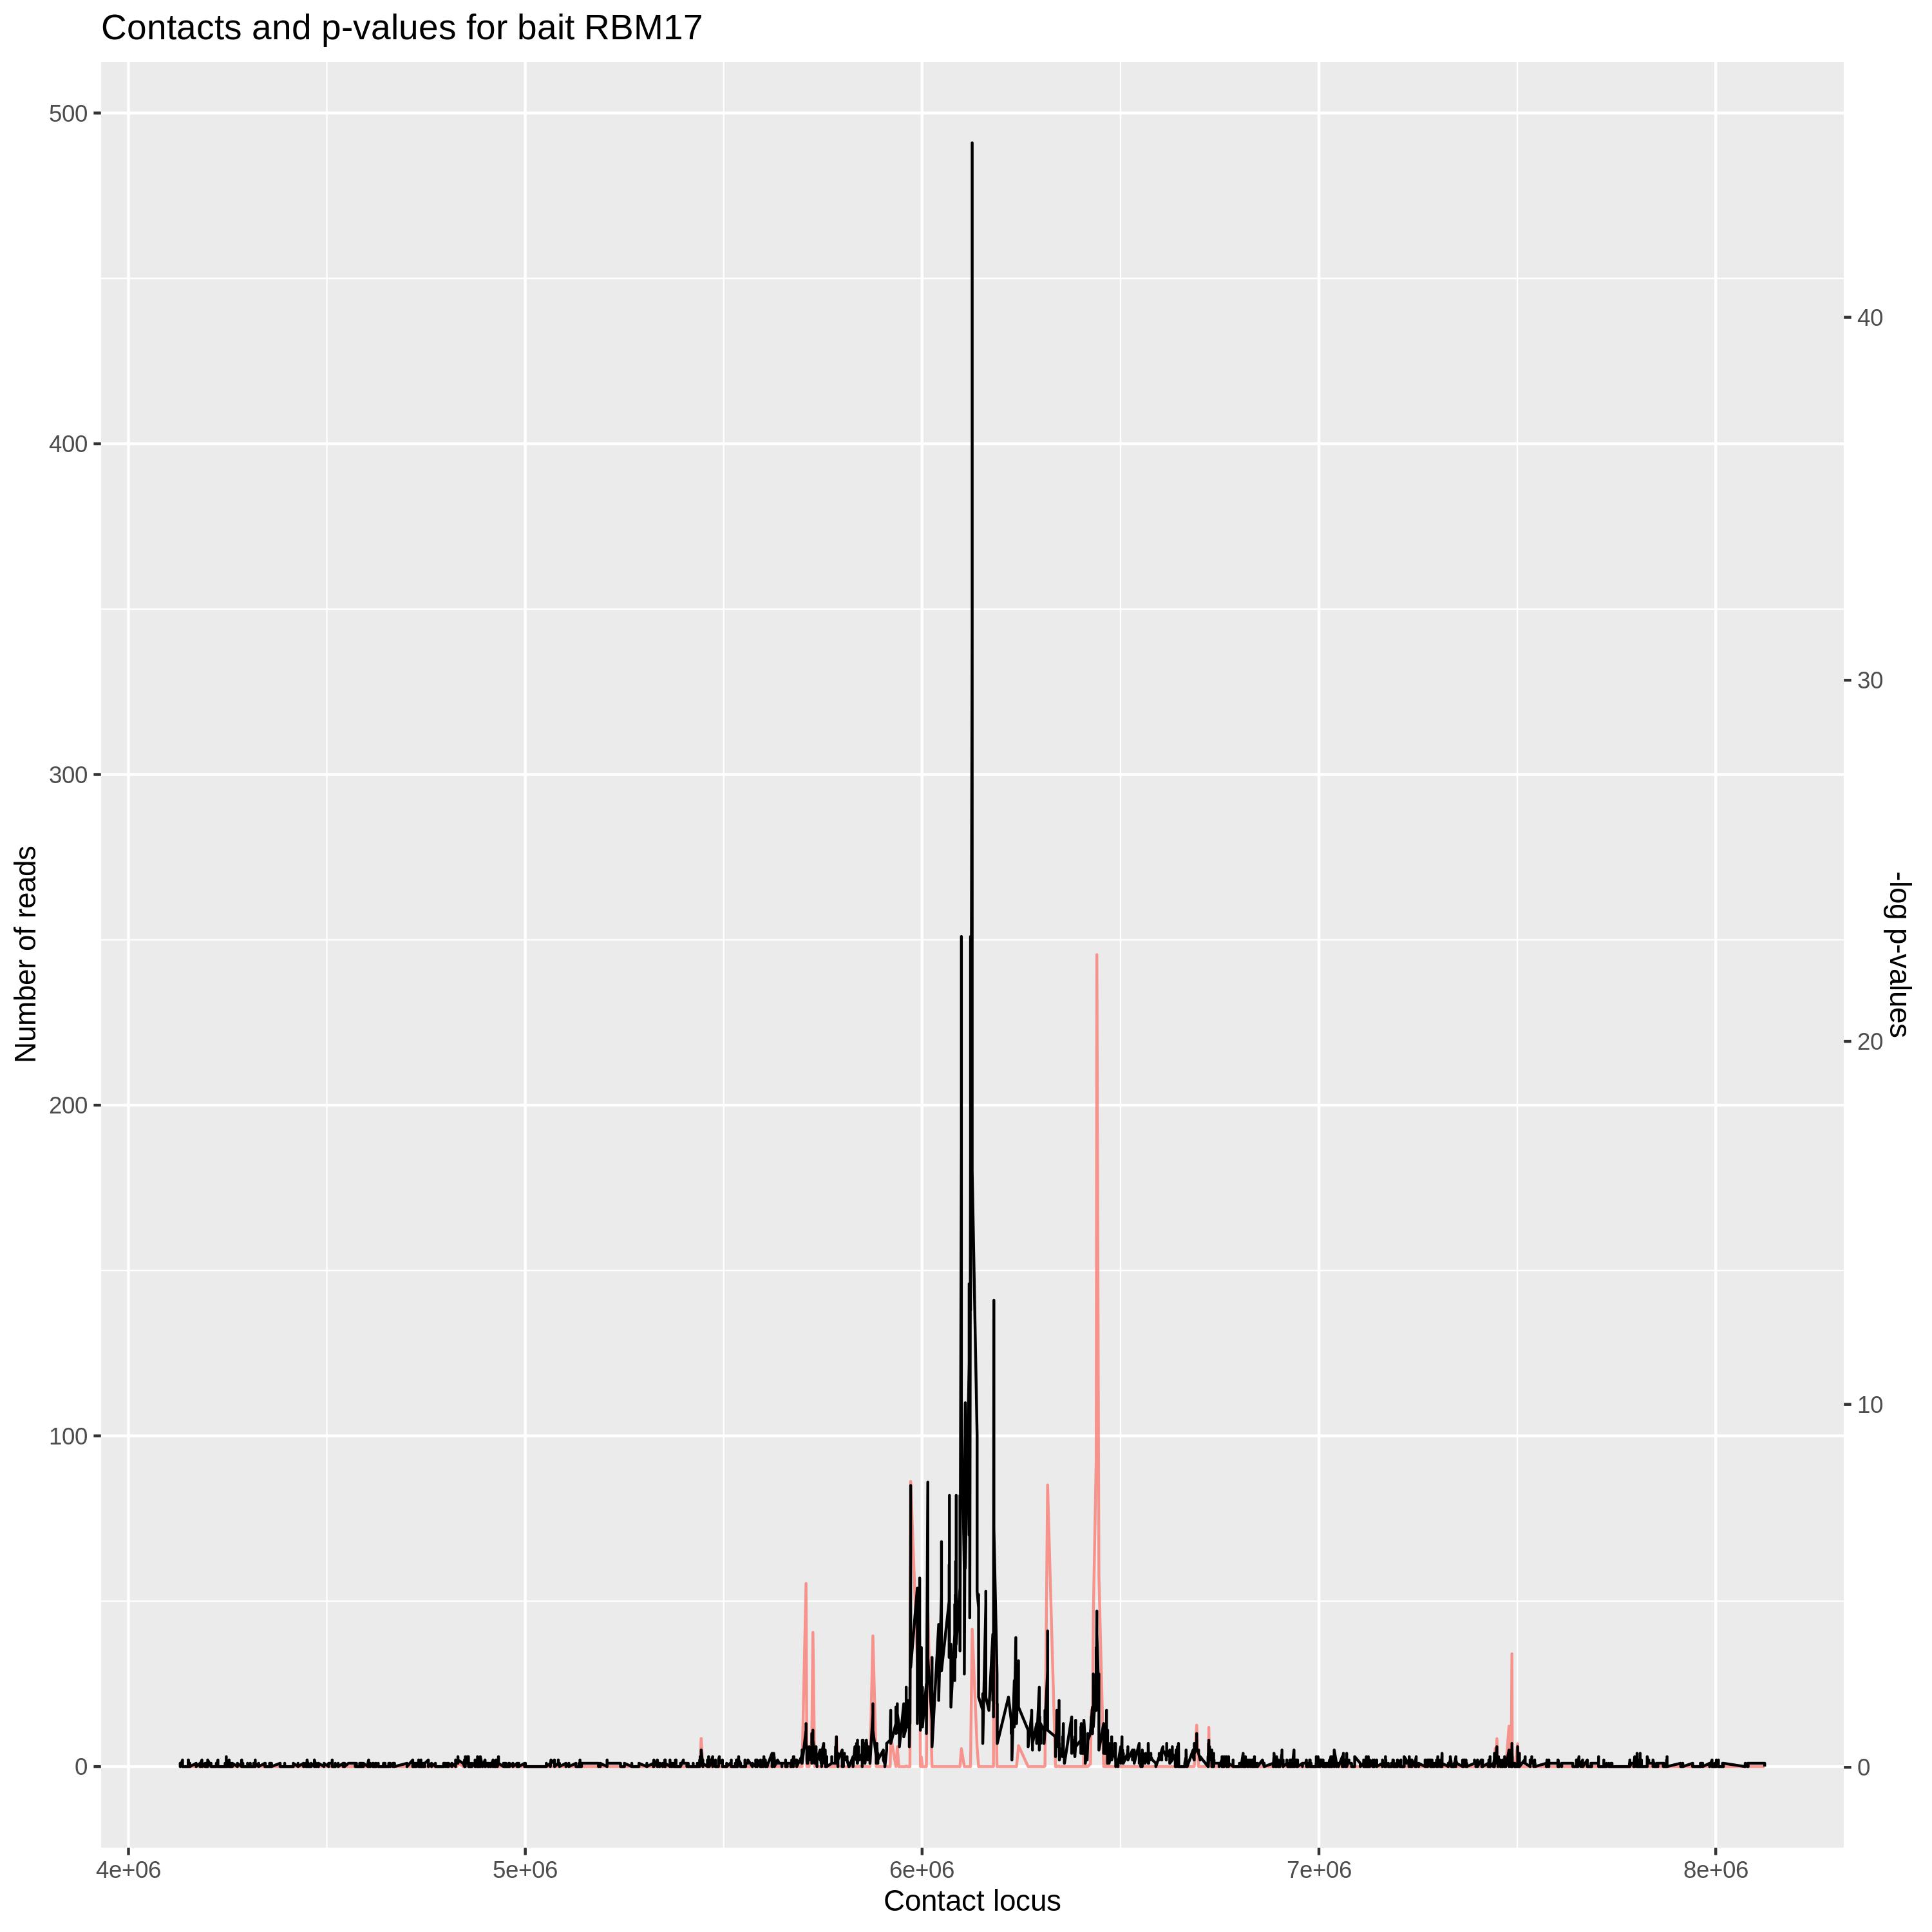 Contacts and p-values for bait RBM17
500
400
300
200
100
0
Number of reads
40
30
20
10
0
-log p-values
4e+06
5e+06
6e+06
7e+06
8e+06
Contact locus